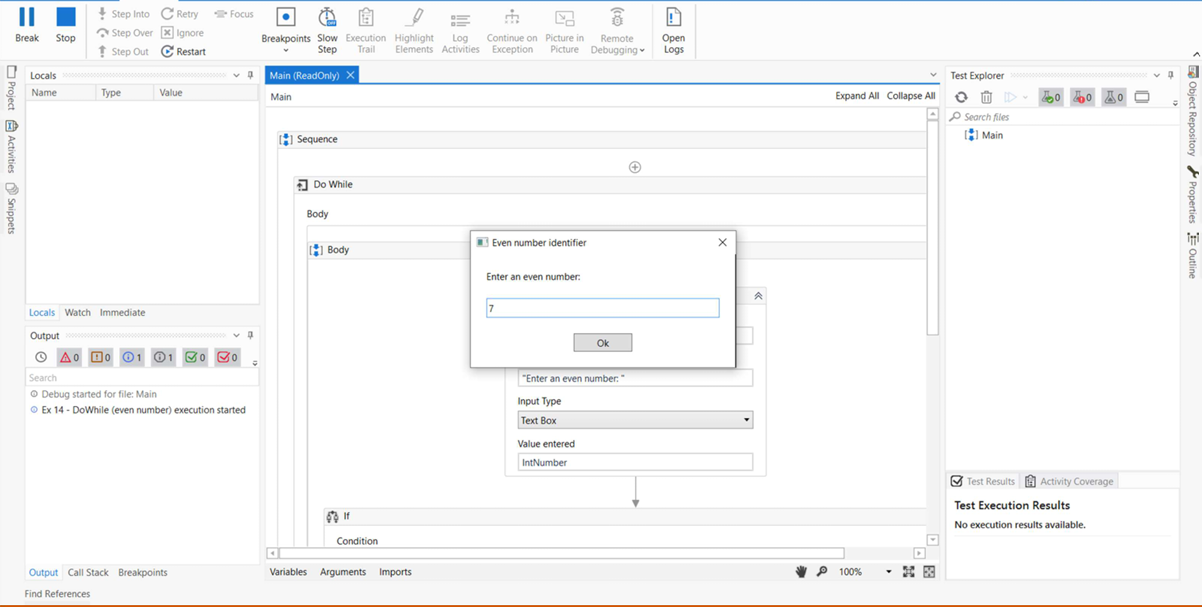 Break
Stop
Step Into
Step Over
Step Out
Retry
Ignore
Restart
Focus
Breakpoints
Slow
Step
Execution
Trail
Highlight
Elements
Log
Activities
Continue on
Exception
Picture in
Picture
Remote
Debugging
Open
Logs
Project
Activities
Snippets
Locals
Name Type Value
Locals Watch Immediate
Output
0 0 1 1 0 0
Search
Debug started for file: Main
Ex 14 - DoWhile (even number) execution started
Output Call Stack Breakpoints
Find References
Main (ReadOnly)
Main
Expand All Collapse All
Sequence
Do While
Body
Body
Even number identifier
Enter an even number:
7
Ok
"Enter an even number: "
Input Type
Text Box
Value entered
IntNumber
If
Condition
Variables Arguments Imports
100%
Test Explorer
0 0 0
Search files
Main
Test Results Activity Coverage
Test Execution Results
No execution results available.
Object Repository
Properties
Outline